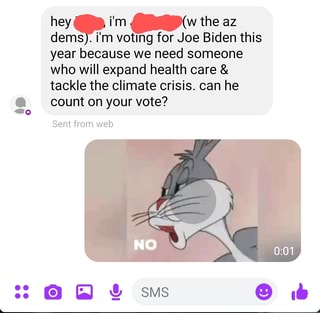 hey , i'm (w the az
dems). i'm voting for Joe Biden this
year because we need someone
who will expand health care &
tackle the climate crisis. can he
count on your vote?
Sent from web
NO
0:01
SMS